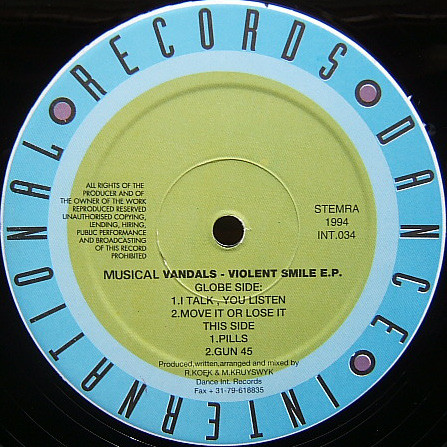 INTERNATIONAL RECORDS DANCE
ALL RIGHTS OF THE
PRODUCER AND OF
THE OWNER OF THE WORK
REPRODUCED RESERVED
UNAUTHORISED COPYING,
LENDING, HIRING,
PUBLIC PERFORMANCE
AND BROADCASTING
OF THIS RECORD
PROHIBITED
STEMRA
1994
INT.034
MUSICAL VANDALS - VIOLENT SMILE E.P.
GLOBE SIDE:
1.I TALK , YOU LISTEN
2.MOVE IT OR LOSE IT
THIS SIDE
1.PILLS
2.GUN 45
Produced,written,arranged and mixed by
R.KOEK & M.KRUYSWYK
Dance Int. Records
Fax + 31-79-618835